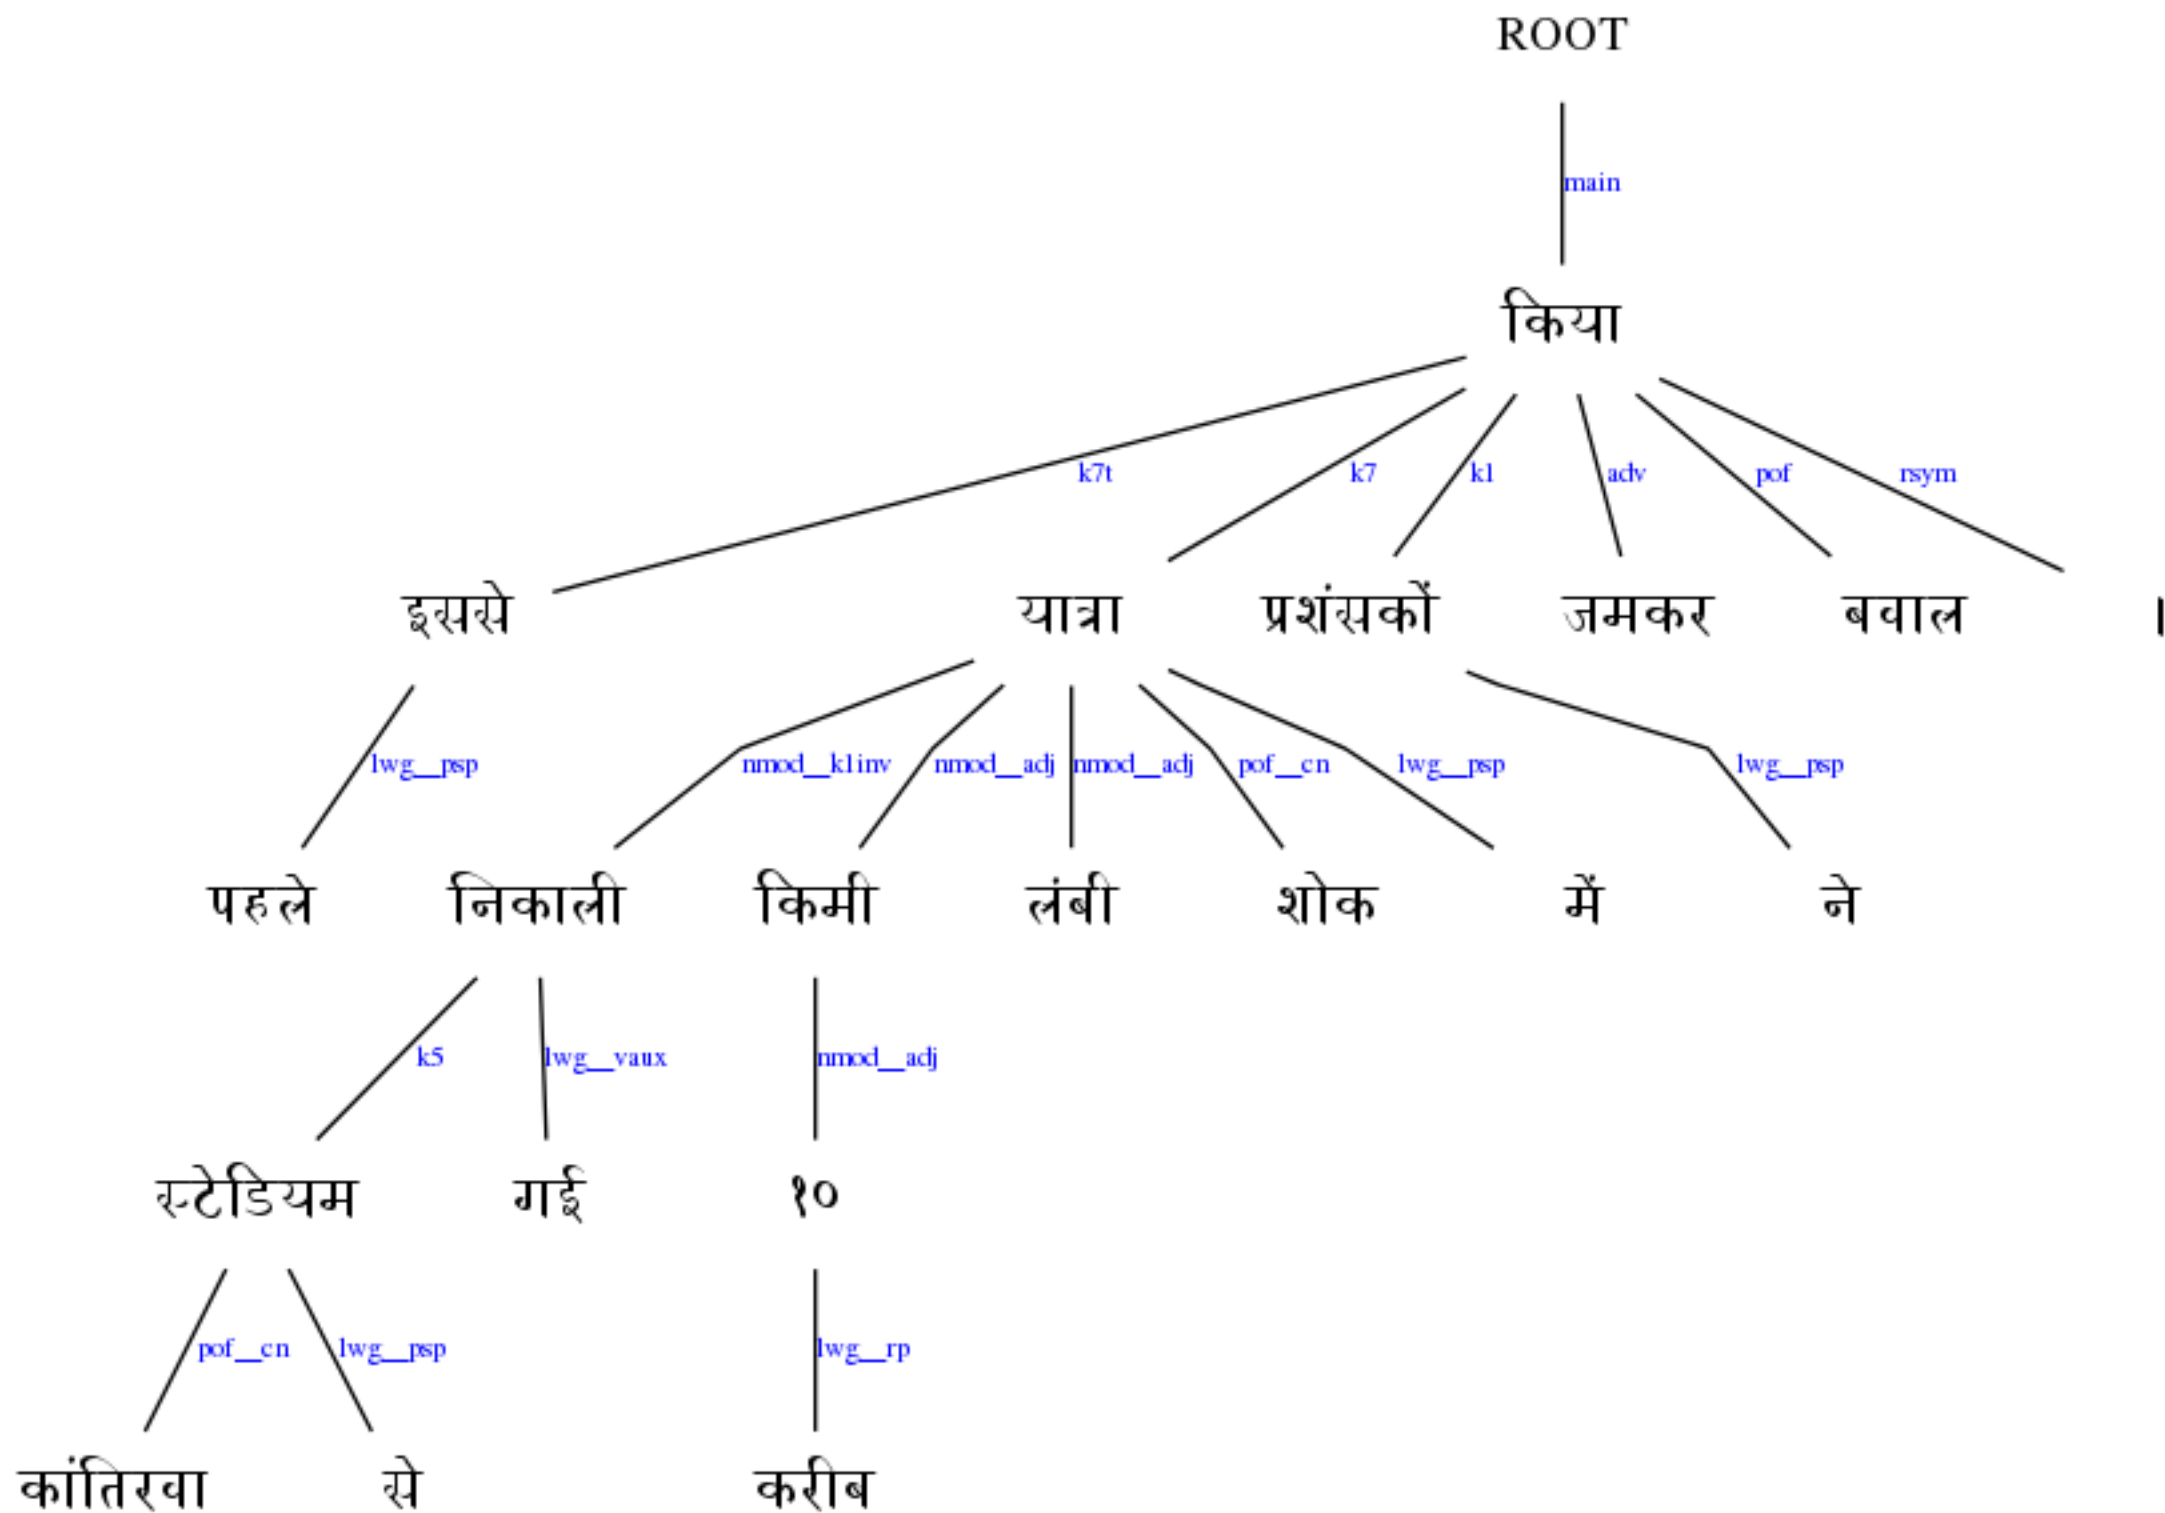 ROOT
main
किया
k7t k7 k1 adv pof rsym
इससे यात्रा प्रशंसकों जमकर बवाल ।
lwg__psp nmod__k1inv nmod__adj nmod__adj pof__cn lwg__psp lwg__psp
पहले निकाली किमी लंबी शोक में ने
k5 lwg__vaux nmod__adj
स्टेडियम गई १०
pof__cn lwg__psp lwg__rp
कांतिरवा से करीब